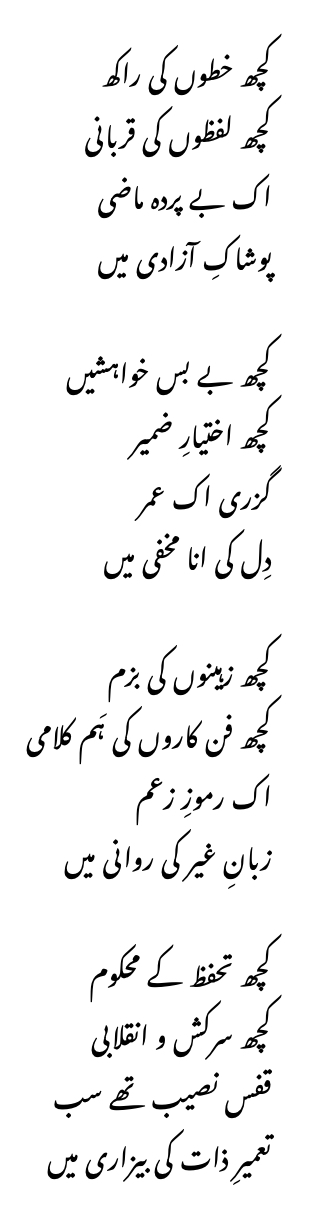 کچھ خطوں کی راکھ
کچھ لفظوں کی قربانی
اک بے پردہ ماضی
پوشاکِ آزادی میں
کچھ بے بس خواہشیں
کچھ اختیارِ ضمیر
گزری اک عمر
دِل کی انا مخفی میں
کچھ زہینوں کی بزم
کچھ فن کاروں کی ہَم کلامی
اک رموزِ زعم
زبانِ غیر کی روانی میں
کچھ تحفظ کے محکوم
کچھ سرکش و انقلابی
قفس نصیب تھے سب
تعمیرِ ذات کی بیزاری میں